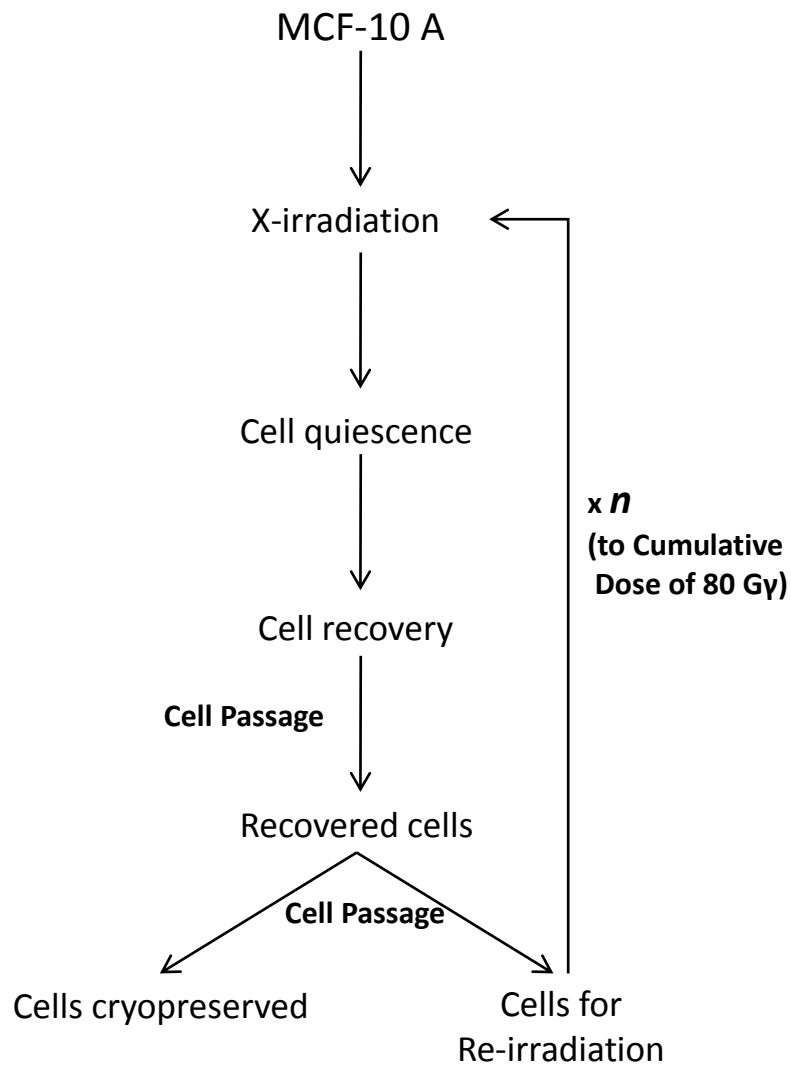 MCF-10 A
X-irradiation
Cell quiescence
x n
(to Cumulative
Dose of 80 Gγ)
Cell recovery
Cell Passage
Recovered cells
Cell Passage
Cells cryopreserved
Cells for
Re-irradiation